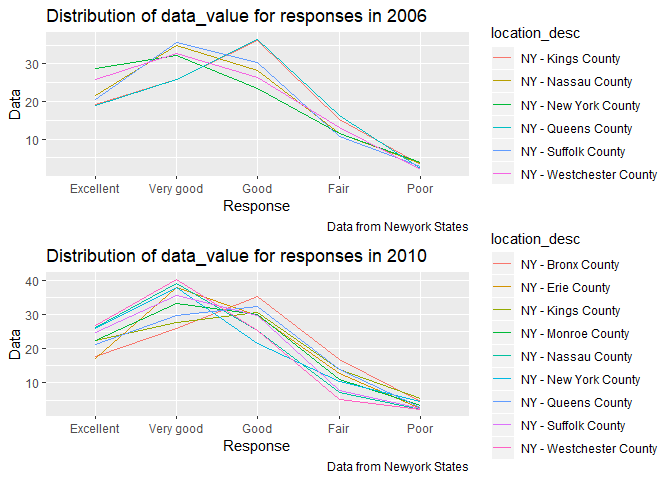 Distribution of data_value for responses in 2006
30
20
10
Data
Excellent Very good Good Fair Poor
Response
Data from Newyork States
location_desc
NY - Kings County
NY - Nassau County
NY - New York County
NY - Queens County
NY - Suffolk County
NY - Westchester County
Distribution of data_value for responses in 2010
40
30
20
10
Data
Excellent Very good Good Fair Poor
Response
Data from Newyork States
location_desc
NY - Bronx County
NY - Erie County
NY - Kings County
NY - Monroe County
NY - Nassau County
NY - New York County
NY - Queens County
NY - Suffolk County
NY - Westchester County